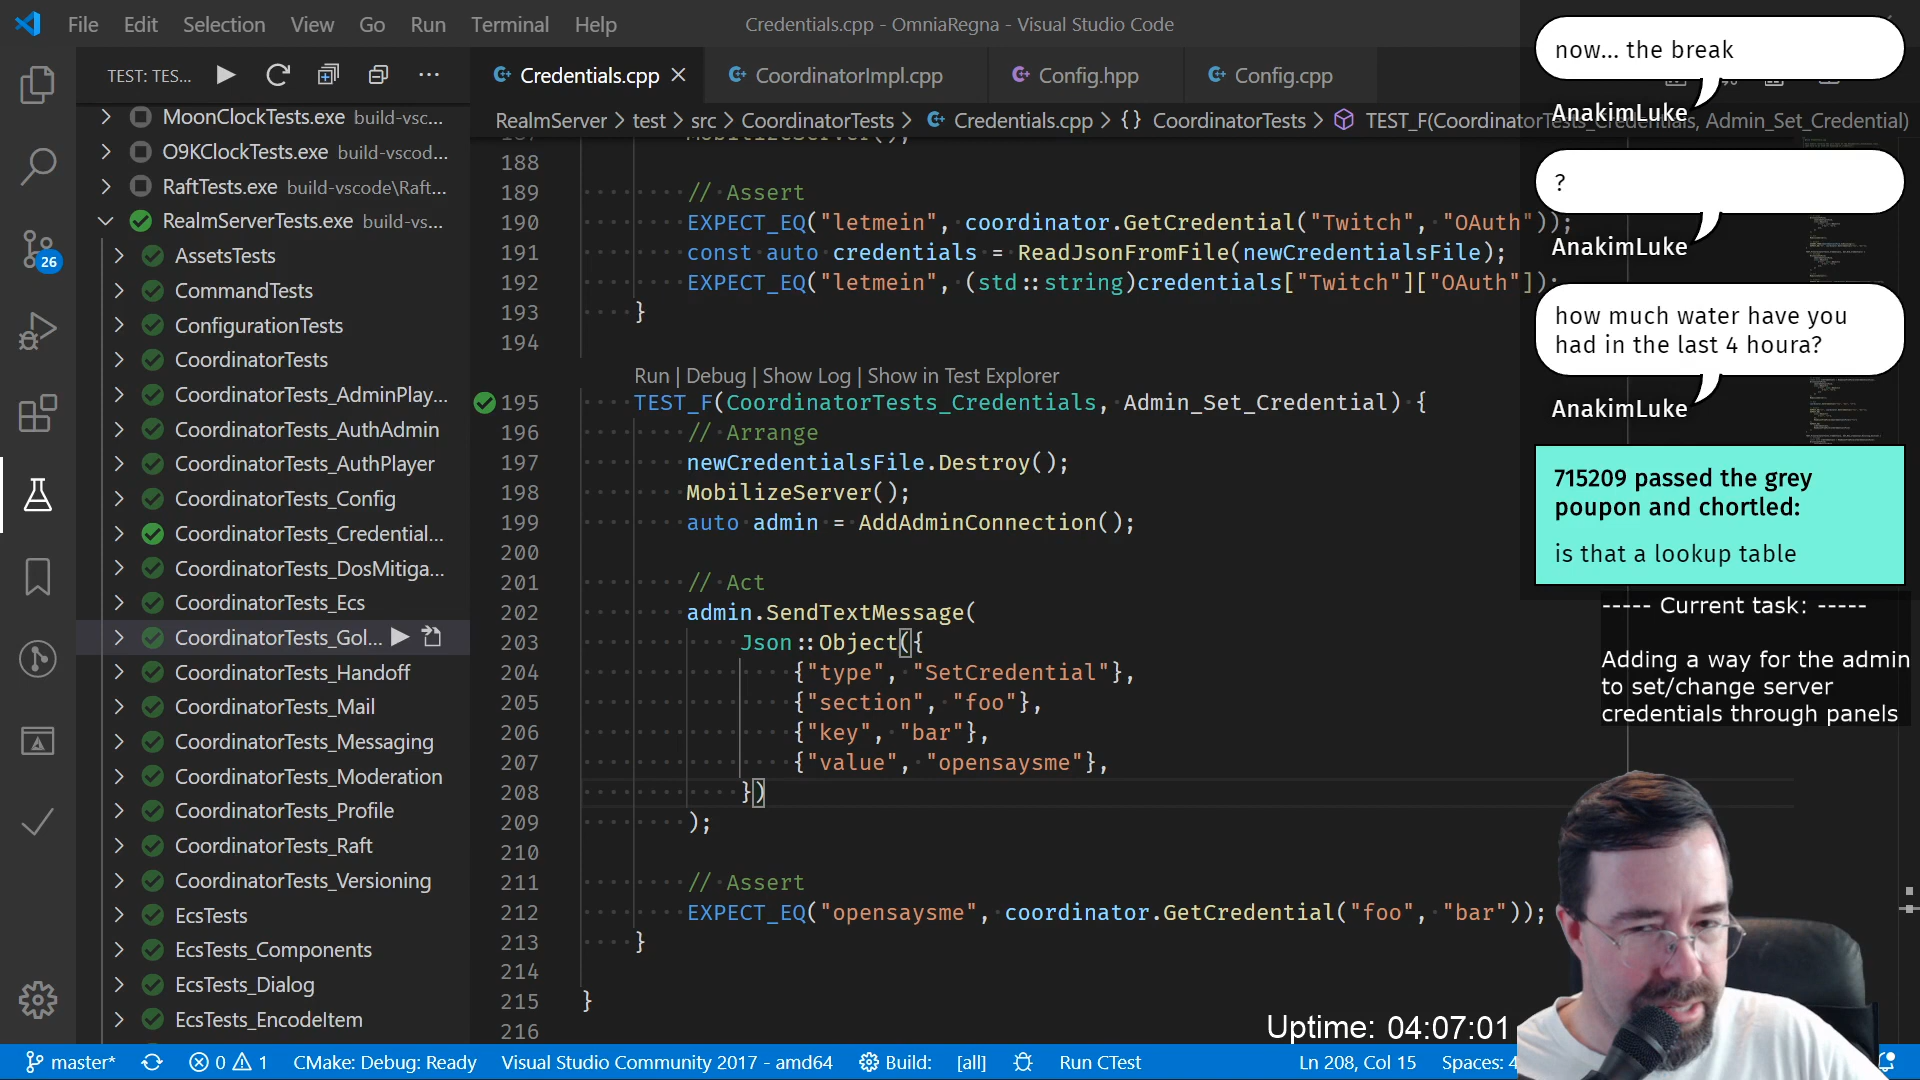 File Edit Selection View Go Run Terminal Help
Credentials.cpp - OmniaRegna - Visual Studio Code
TEST: TES...
Credentials.cpp
CoordinatorImpl.cpp
Config.hpp
Config.cpp
RealmServer > test > src > CoordinatorTests > Credentials.cpp > {} CoordinatorTests > TEST_F(CoordinatorTests_Credentials, Admin_Set_Credential)
MoonClockTests.exe build-vsc...
O9KClockTests.exe build-vscod...
RaftTests.exe build-vscode\Raft...
RealmServerTests.exe build-vs...
AssetsTests
CommandTests
ConfigurationTests
CoordinatorTests
CoordinatorTests_AdminPlay...
CoordinatorTests_AuthAdmin
CoordinatorTests_AuthPlayer
CoordinatorTests_Config
CoordinatorTests_Credential...
CoordinatorTests_DosMitiga...
CoordinatorTests_Ecs
CoordinatorTests_Gol...
CoordinatorTests_Handoff
CoordinatorTests_Mail
CoordinatorTests_Messaging
CoordinatorTests_Moderation
CoordinatorTests_Profile
CoordinatorTests_Raft
CoordinatorTests_Versioning
EcsTests
EcsTests_Components
EcsTests_Dialog
EcsTests_EncodeItem
26
187 MobilizeServer();
188
189 // Assert
190 EXPECT_EQ("letmein", coordinator.GetCredential("Twitch", "OAuth"));
191 const auto credentials = ReadJsonFromFile(newCredentialsFile);
192 EXPECT_EQ("letmein", (std::string)credentials["Twitch"]["OAuth"]);
193 }
194
Run | Debug | Show Log | Show in Test Explorer
195 TEST_F(CoordinatorTests_Credentials, Admin_Set_Credential) {
196 // Arrange
197 newCredentialsFile.Destroy();
198 MobilizeServer();
199 auto admin = AddAdminConnection();
200
201 // Act
202 admin.SendTextMessage(
203 Json::Object({
204 {"type", "SetCredential"},
205 {"section", "foo"},
206 {"key", "bar"},
207 {"value", "opensaysme"},
208 })
209 );
210
211 // Assert
212 EXPECT_EQ("opensaysme", coordinator.GetCredential("foo", "bar"));
213 }
214
215 }
216
now... the break
AnakimLuke
?
AnakimLuke
how much water have you
had in the last 4 houra?
AnakimLuke
715209 passed the grey
poupon and chortled:
is that a lookup table
----- Current task: -----
Adding a way for the admin
to set/change server
credentials through panels
Uptime: 04:07:01
master* 0 1 CMake: Debug: Ready Visual Studio Community 2017 - amd64 Build: [all] Run CTest Ln 208, Col 15 Spaces: 4